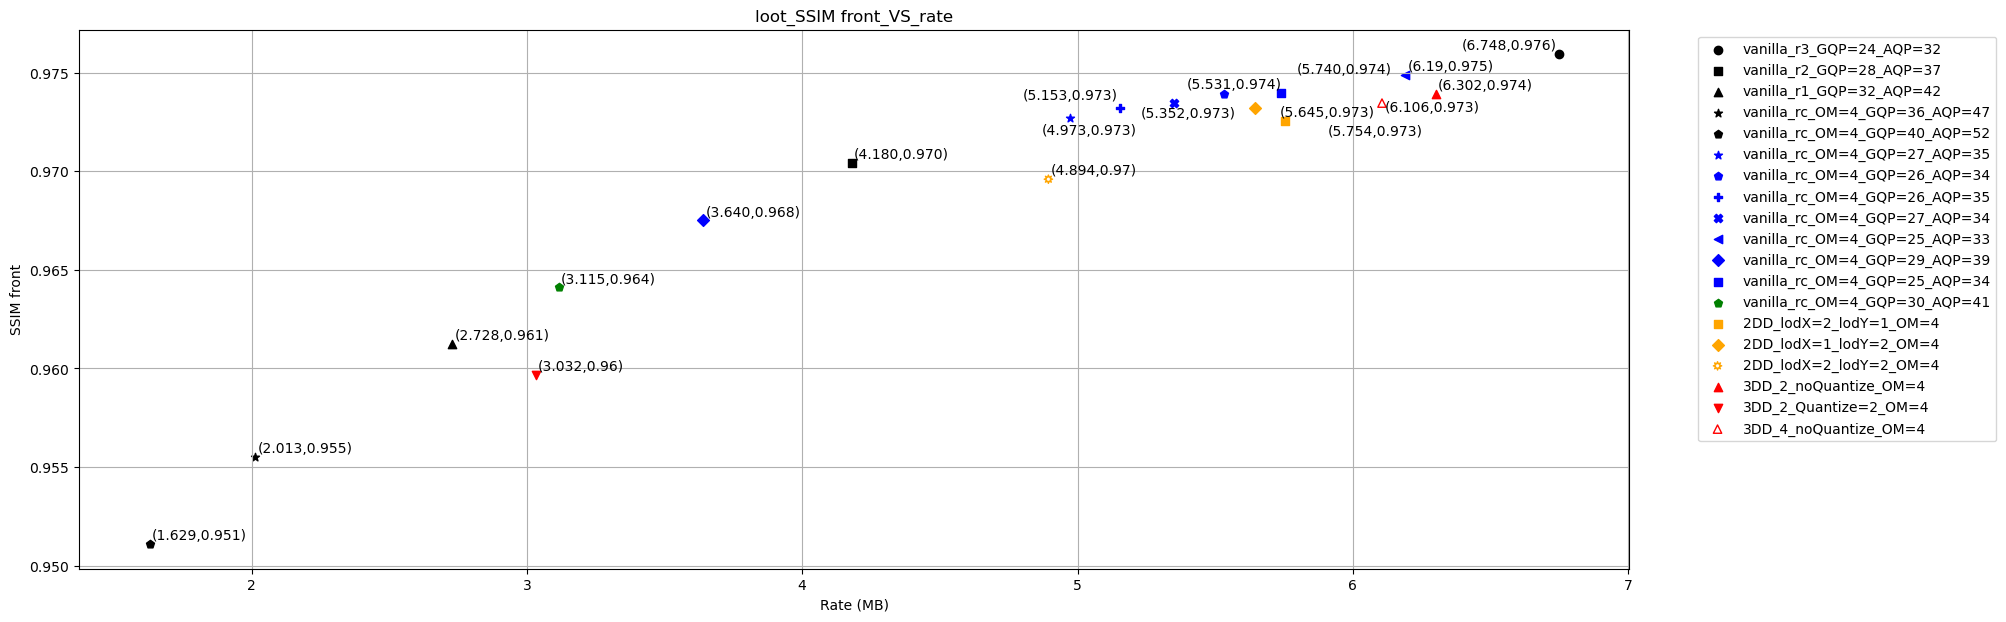 loot_SSIM front_VS_rate
SSIM front
0.975
0.970
0.965
0.960
0.955
0.950
(6.748,0.976)
(6.19,0.975)
(5.740,0.974)
(5.531,0.974)
(6.302,0.974)
(5.153,0.973)
(6.106,0.973)
(5.645,0.973)
(5.352,0.973)
(4.973,0.973)
(5.754,0.973)
(4.180,0.970)
(4.894,0.97)
(3.640,0.968)
(3.115,0.964)
(2.728,0.961)
(3.032,0.96)
(2.013,0.955)
(1.629,0.951)
2 3 4 5 6 7
Rate (MB)
vanilla_r3_GQP=24_AQP=32
vanilla_r2_GQP=28_AQP=37
vanilla_r1_GQP=32_AQP=42
vanilla_rc_OM=4_GQP=36_AQP=47
vanilla_rc_OM=4_GQP=40_AQP=52
vanilla_rc_OM=4_GQP=27_AQP=35
vanilla_rc_OM=4_GQP=26_AQP=34
vanilla_rc_OM=4_GQP=26_AQP=35
vanilla_rc_OM=4_GQP=27_AQP=34
vanilla_rc_OM=4_GQP=25_AQP=33
vanilla_rc_OM=4_GQP=29_AQP=39
vanilla_rc_OM=4_GQP=25_AQP=34
vanilla_rc_OM=4_GQP=30_AQP=41
2DD_lodX=2_lodY=1_OM=4
2DD_lodX=1_lodY=2_OM=4
2DD_lodX=2_lodY=2_OM=4
3DD_2_noQuantize_OM=4
3DD_2_Quantize=2_OM=4
3DD_4_noQuantize_OM=4